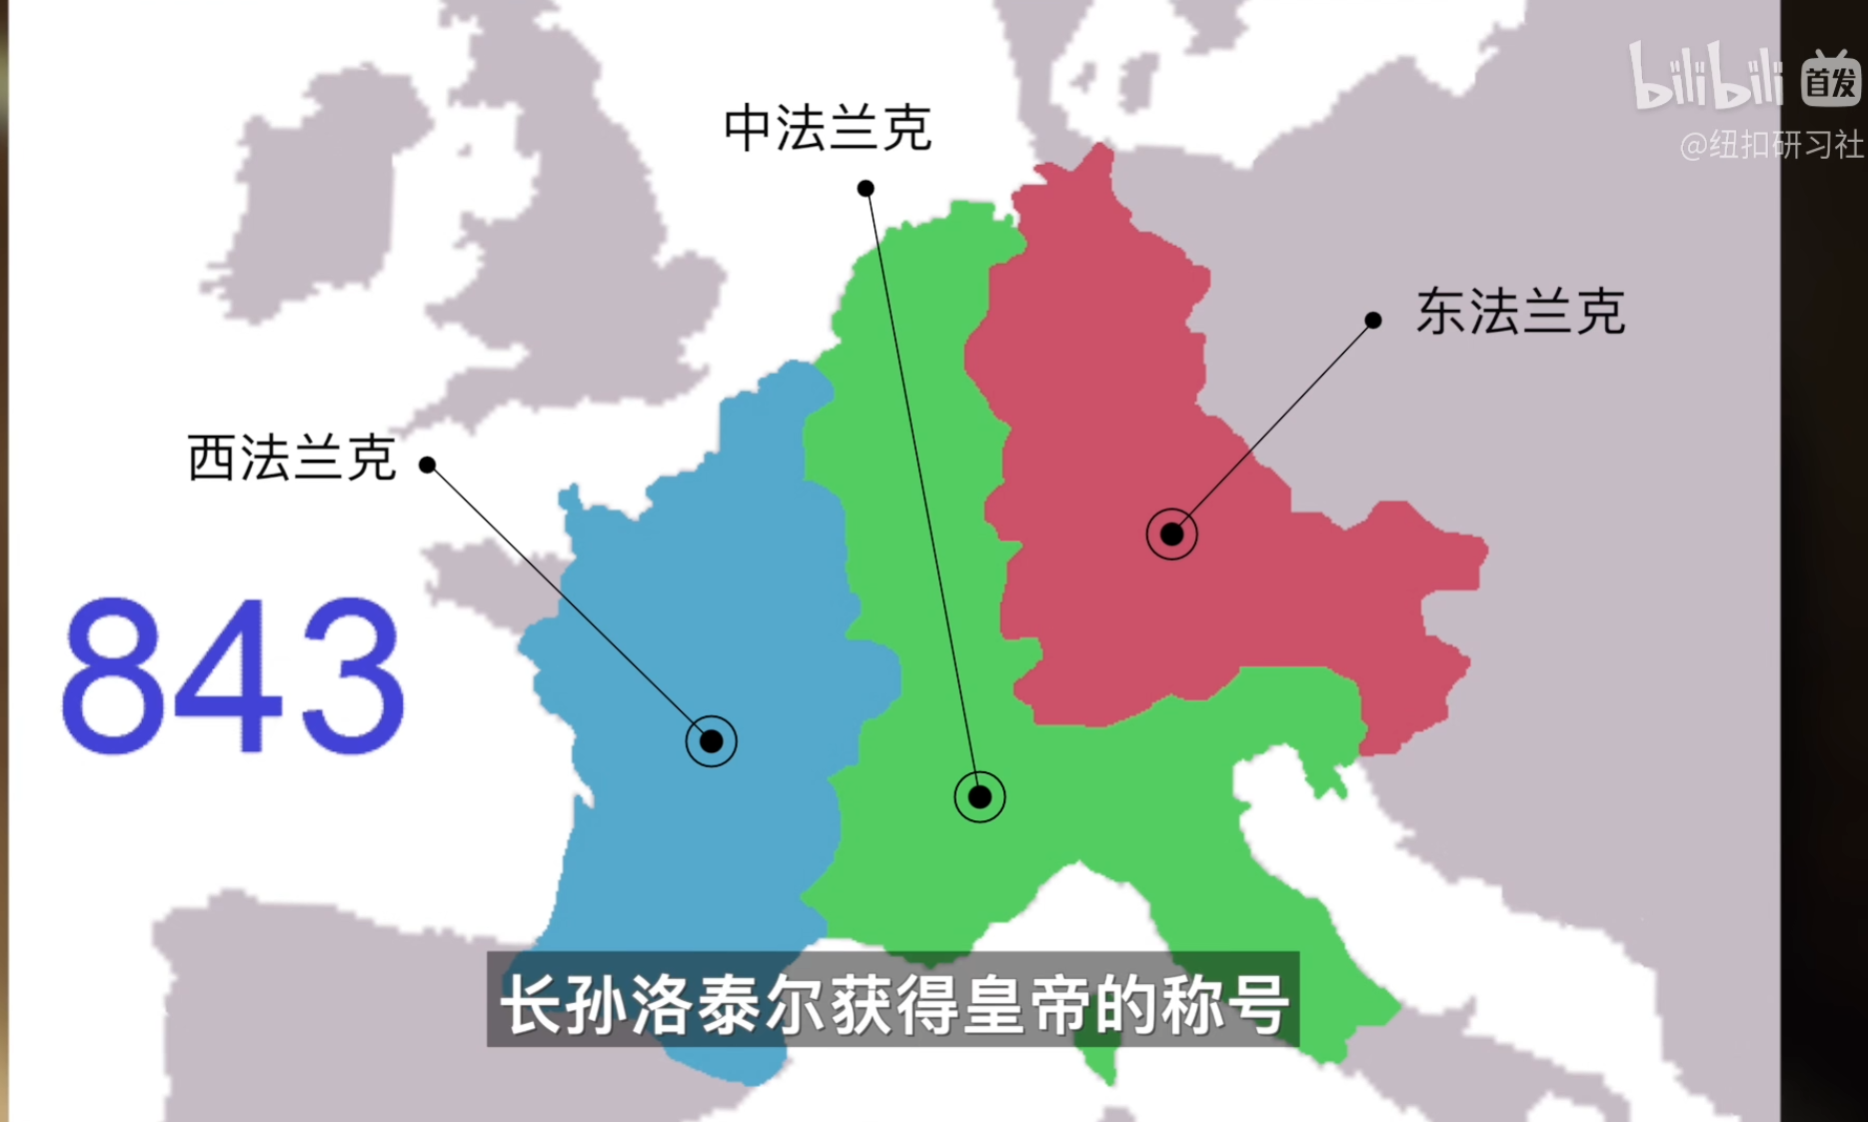 bilibili 首发
@纽扣研习社
中法兰克
东法兰克
西法兰克
843
长孙洛泰尔获得皇帝的称号